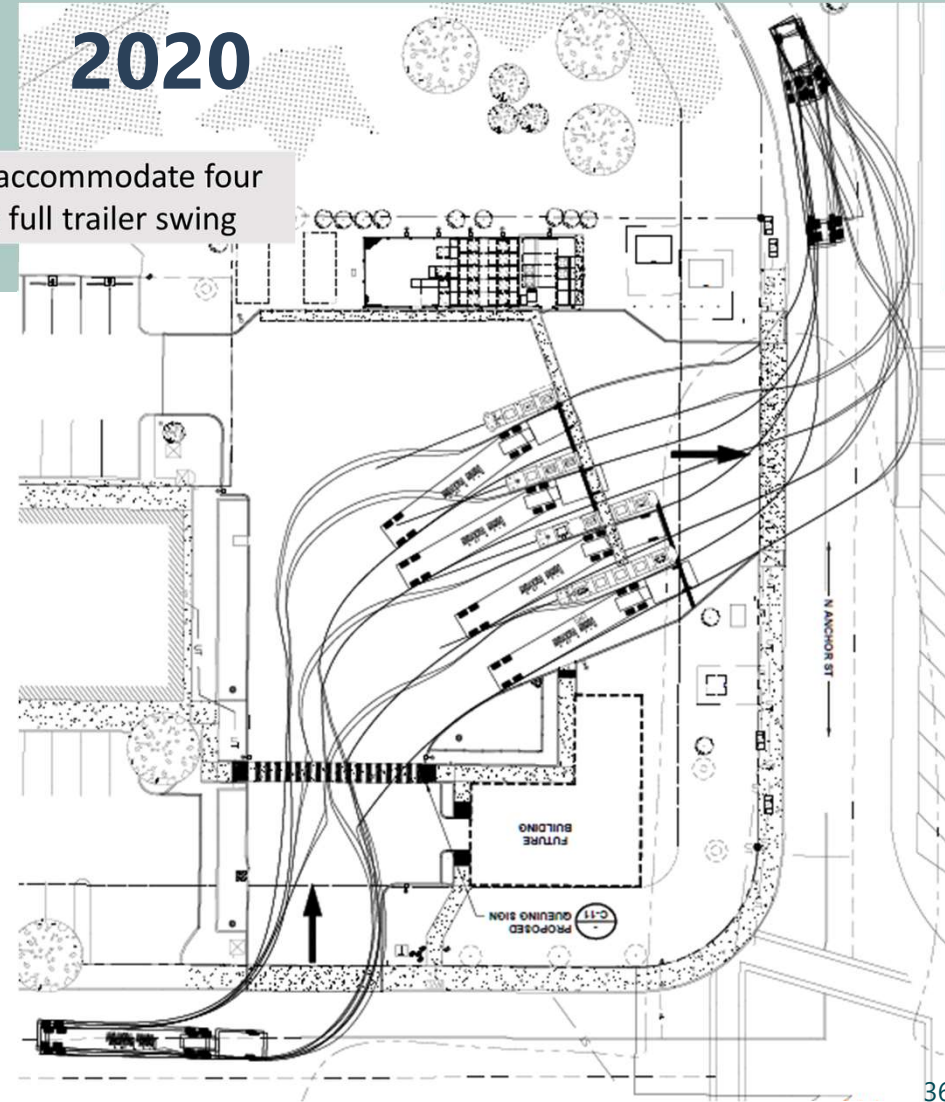 2020
accommodate four
full trailer swing
N ANCHOR ST
FUTURE
BUILDING
PROPOSED
QUEUING SIGN
C-11
36